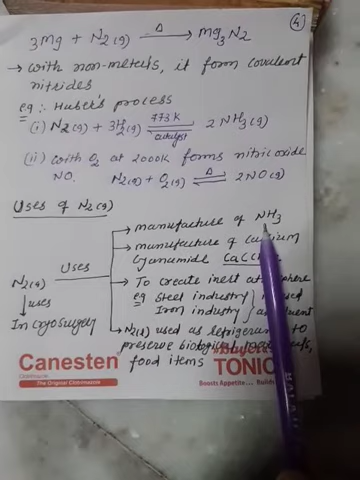 (4)
3Mg + N2(g) —Δ→ Mg3N2
→ with non-metals, it form covalent
nitrides
eg :- Huber's process
(i) N2(g) + 3H2(g) 773K catalyst 2NH3(g)
(ii) with O2 at 2000K forms nitric oxide
NO. N2(g) + O2(g) Δ⇌ 2NO(g)
Uses of N2(g)
→ manufacture of NH3
→ manufacture of Calcium
Cyanamide
N2(g) Uses
→ To create inert
↓uses
eg Steel industry
In cryosurgery
Iron industry
→ N2(l) used as refrigerant to
preserve biological
food items
Canesten
Clotrimazole
The Original Clotrimazole
TONIC
Boosts Appetite....